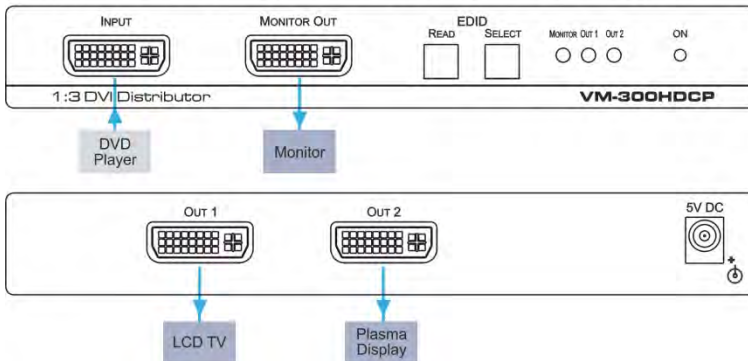 INPUT
MONITOR OUT
EDID
READ
SELECT
MONITOR OUT 1 OUT 2
ON
1:3 DVI Distributor
VM-300HDCP
DVD
Player
Monitor
OUT 1
OUT 2
5V DC
+
LCD TV
Plasma
Display